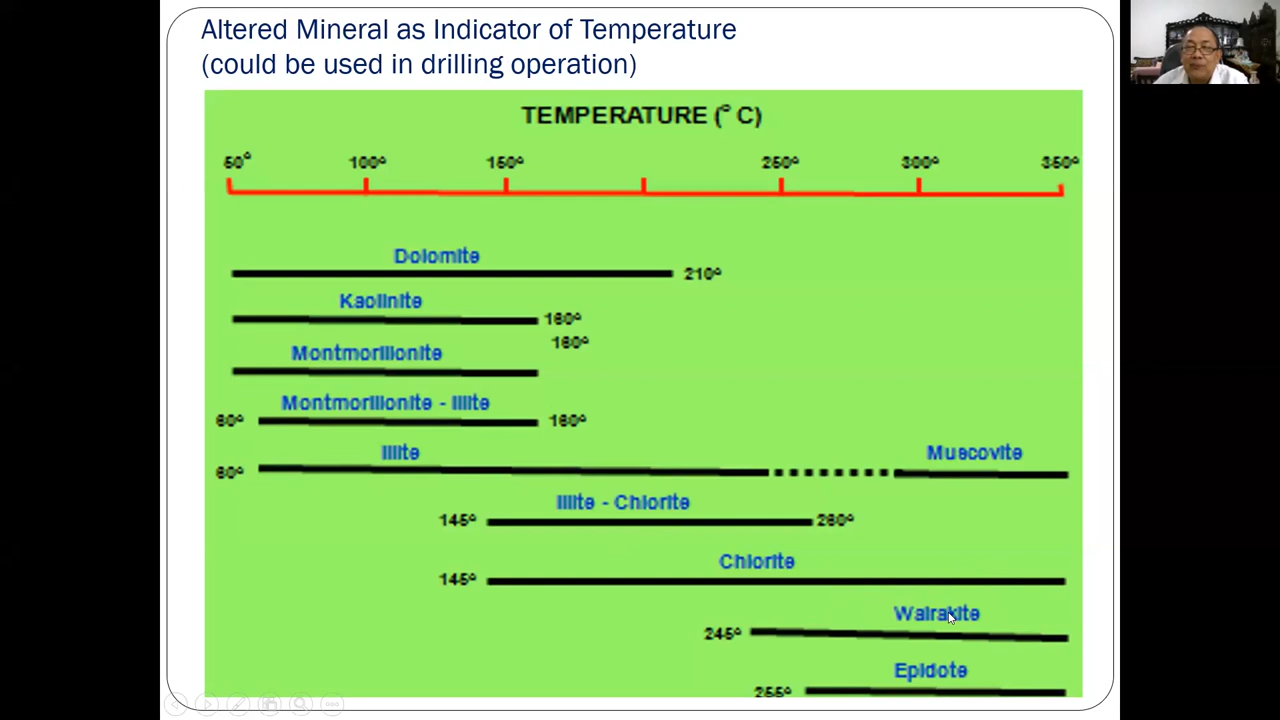 Altered Mineral as Indicator of Temperature
(could be used in drilling operation)
TEMPERATURE (° C)
50° 100° 150° 250° 300° 350°
Dolomite
210°
Kaolinite
160°
160°
Montmorillonite
Montmorillonite - Illite
60° 160°
Illite Muscovite
60°
Illite - Chlorite
145° 260°
Chlorite
145°
Wairakite
245°
Epidote
255°